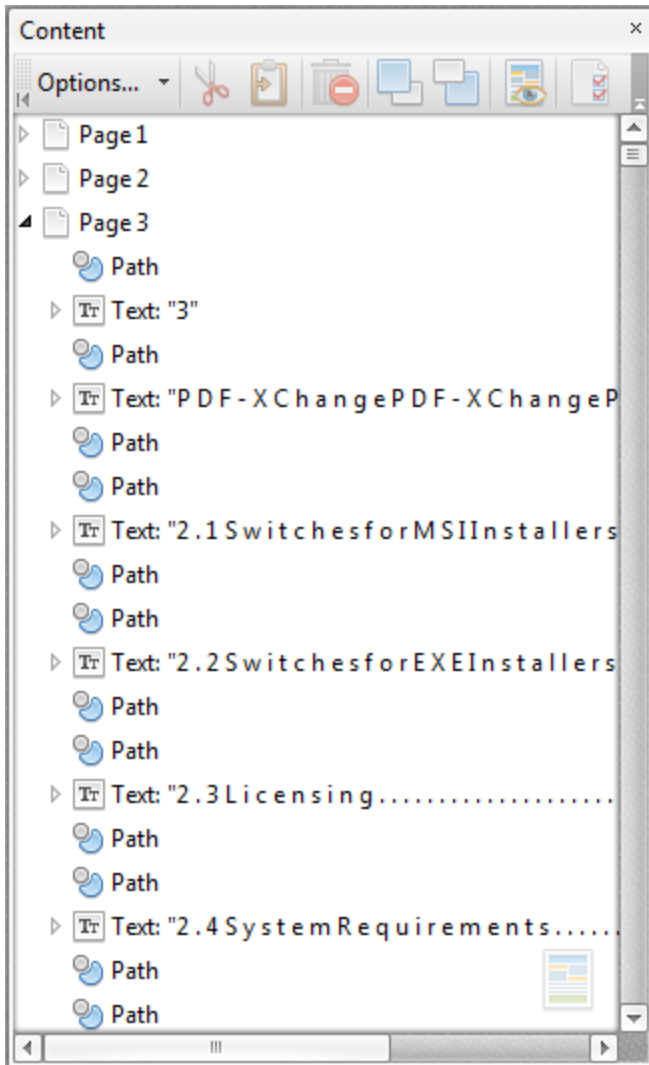 Content
Options...
Page 1
Page 2
Page 3
Path
Text: "3"
Path
Text: "P D F - X C h a n g e P D F - X C h a n g e P
Path
Path
Text: "2 . 1 S w i t c h e s f o r M S I I n s t a l l e r s
Path
Path
Text: "2 . 2 S w i t c h e s f o r E X E I n s t a l l e r s
Path
Path
Text: "2 . 3 L i c e n s i n g . . . . . . . . . . . . . . . . . . . .
Path
Path
Text: "2 . 4 S y s t e m R e q u i r e m e n t s . . . . . .
Path
Path